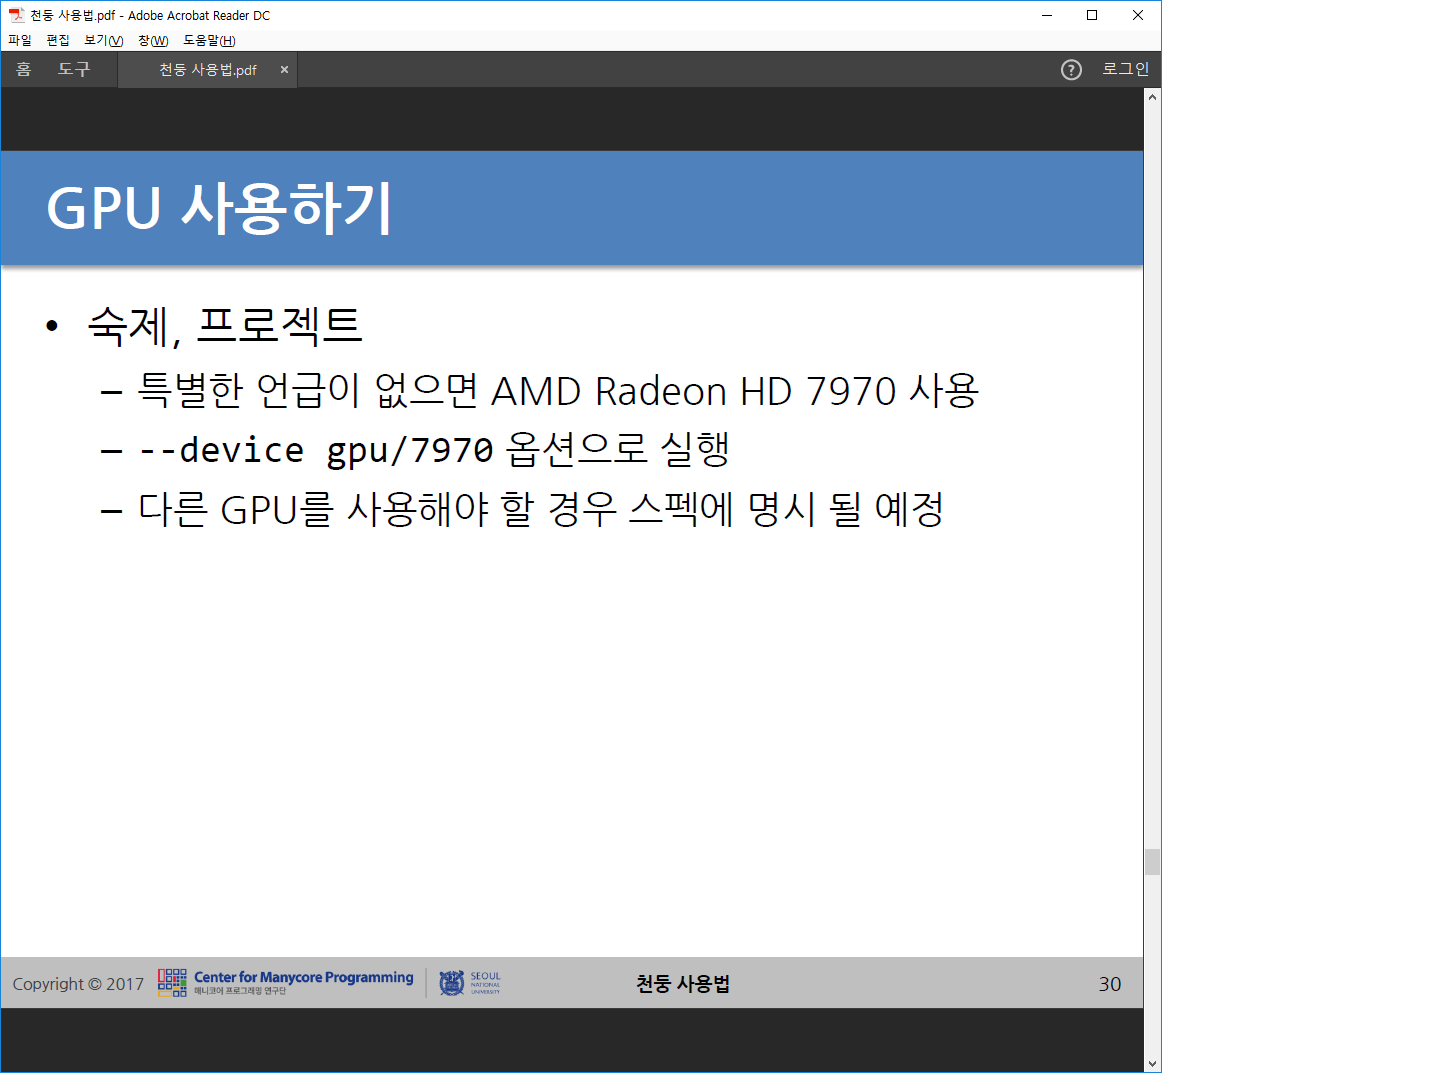 천둥 사용법.pdf - Adobe Acrobat Reader DC
파일 편집 보기(V) 창(W) 도움말(H)
홈 도구 천둥 사용법.pdf × ? 로그인
GPU 사용하기
• 숙제, 프로젝트
– 특별한 언급이 없으면 AMD Radeon HD 7970 사용
– --device gpu/7970 옵션으로 실행
– 다른 GPU를 사용해야 할 경우 스펙에 명시 될 예정
Copyright © 2017 Center for Manycore Programming
매니코어 프로그래밍 연구단
SEOUL
NATIONAL
UNIVERSITY
천둥 사용법
30